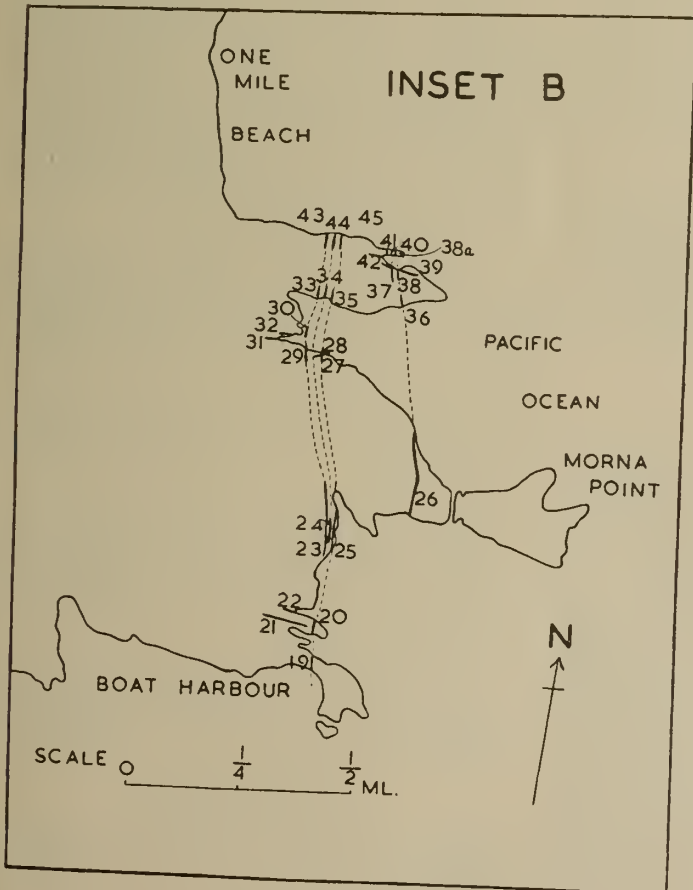 ONE
MILE
BEACH
INSET B
43 44 45
41 40 38a
42 39
33 34 37 38
35 36
30
32
31 29 28
27
PACIFIC
OCEAN
MORNA
POINT
26
24
23 25
22 20
21
19
N
BOAT HARBOUR
SCALE 0 1/4 1/2 ML.